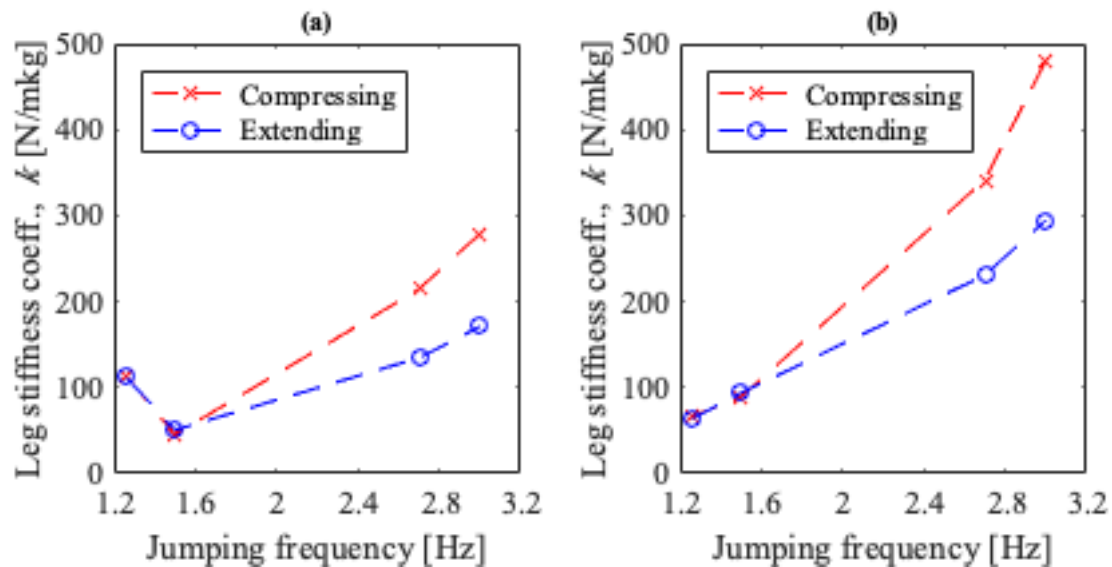 (a)
500
400
300
200
100
0
Leg stiffness coeff., k [N/mkg]
Compressing
Extending
1.2 1.6 2 2.4 2.8 3.2
Jumping frequency [Hz]
(b)
500
400
300
200
100
0
Leg stiffness coeff., k [N/mkg]
Compressing
Extending
1.2 1.6 2 2.4 2.8 3.2
Jumping frequency [Hz]